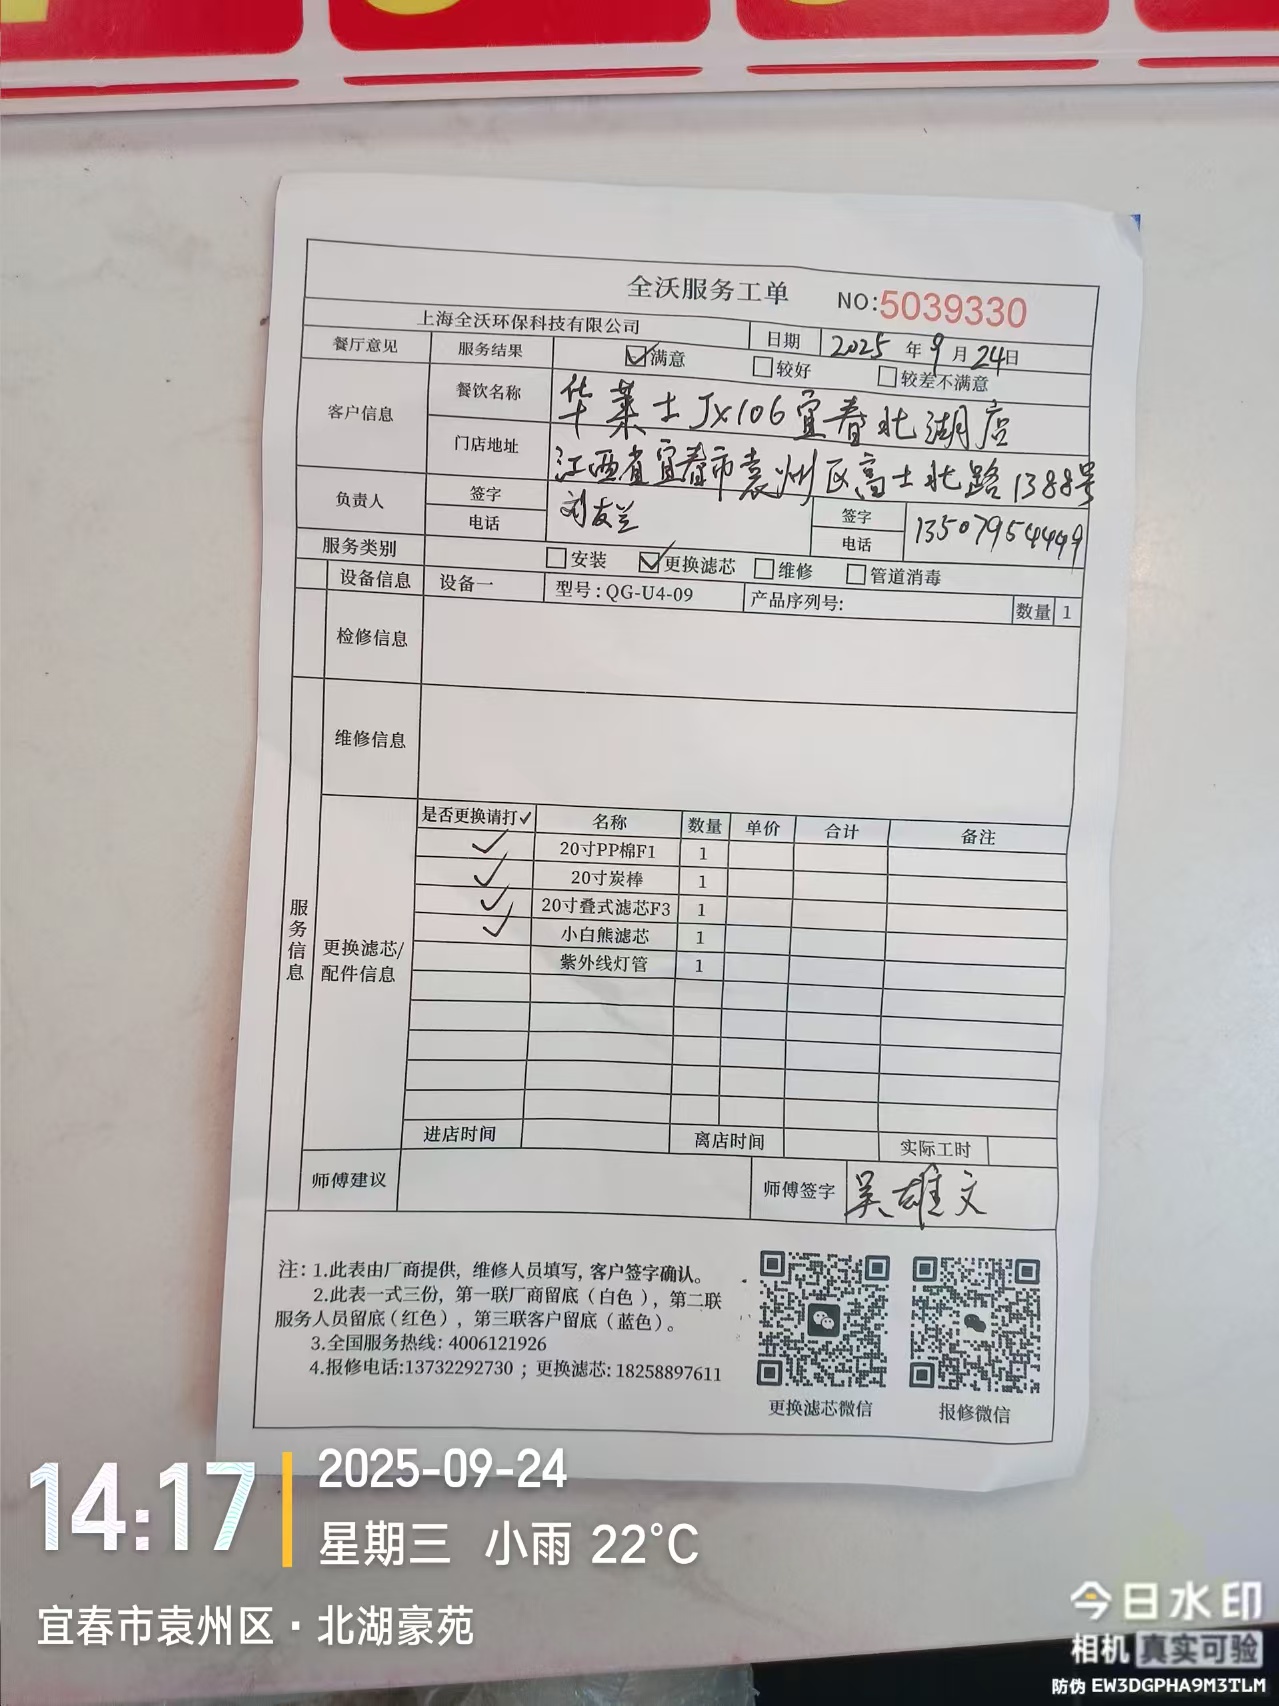 全沃服务工单 NO:5039330
上海全沃环保科技有限公司 日期 2025 年 9 月 24 日
餐厅意见 服务结果 ☑满意 □较好 □较差不满意
客户信息 餐饮名称 华莱士JX106宜春北湖店
门店地址 江西省宜春市袁州区高士北路1388号
负责人 签字 刘友兰 签字
电话 电话 13507954499
服务类别 □安装 ☑更换滤芯 □维修 □管道消毒
设备信息 设备一 型号:QG-U4-09 产品序列号: 数量 1
检修信息
维修信息
服务信息
更换滤芯/配件信息
是否更换请打✓ 名称 数量 单价 合计 备注
✓ 20寸PP棉F1 1
✓ 20寸炭棒 1
✓ 20寸叠式滤芯F3 1
✓ 小白熊滤芯 1
紫外线灯管 1
进店时间 离店时间 实际工时
师傅建议 师傅签字 吴雄文
注:1.此表由厂商提供，维修人员填写，客户签字确认。
2.此表一式三份，第一联厂商留底（白色），第二联
服务人员留底（红色），第三联客户留底（蓝色）。
3.全国服务热线: 4006121926
4.报修电话:13732292730 ；更换滤芯: 18258897611
更换滤芯微信 报修微信
14:17 2025-09-24
星期三 小雨 22°C
宜春市袁州区·北湖豪苑
今日水印
相机 真实可验
防伪 EW3DGPHA9M3TLM